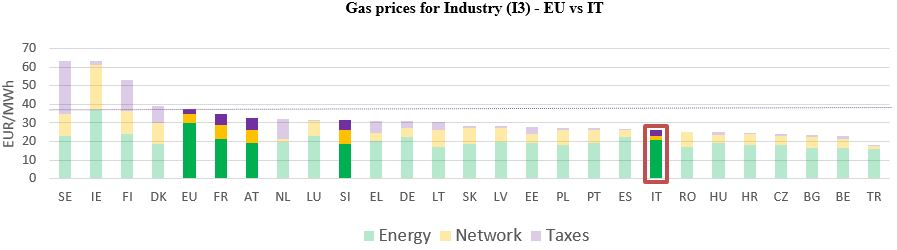 Gas prices for Industry (I3) - EU vs IT
70
60
50
40
30
20
10
0
EUR/MWh
SE IE FI DK EU FR AT NL LU SI EL DE LT SK LV EE PL PT ES IT RO HU HR CZ BG BE TR
Energy Network Taxes